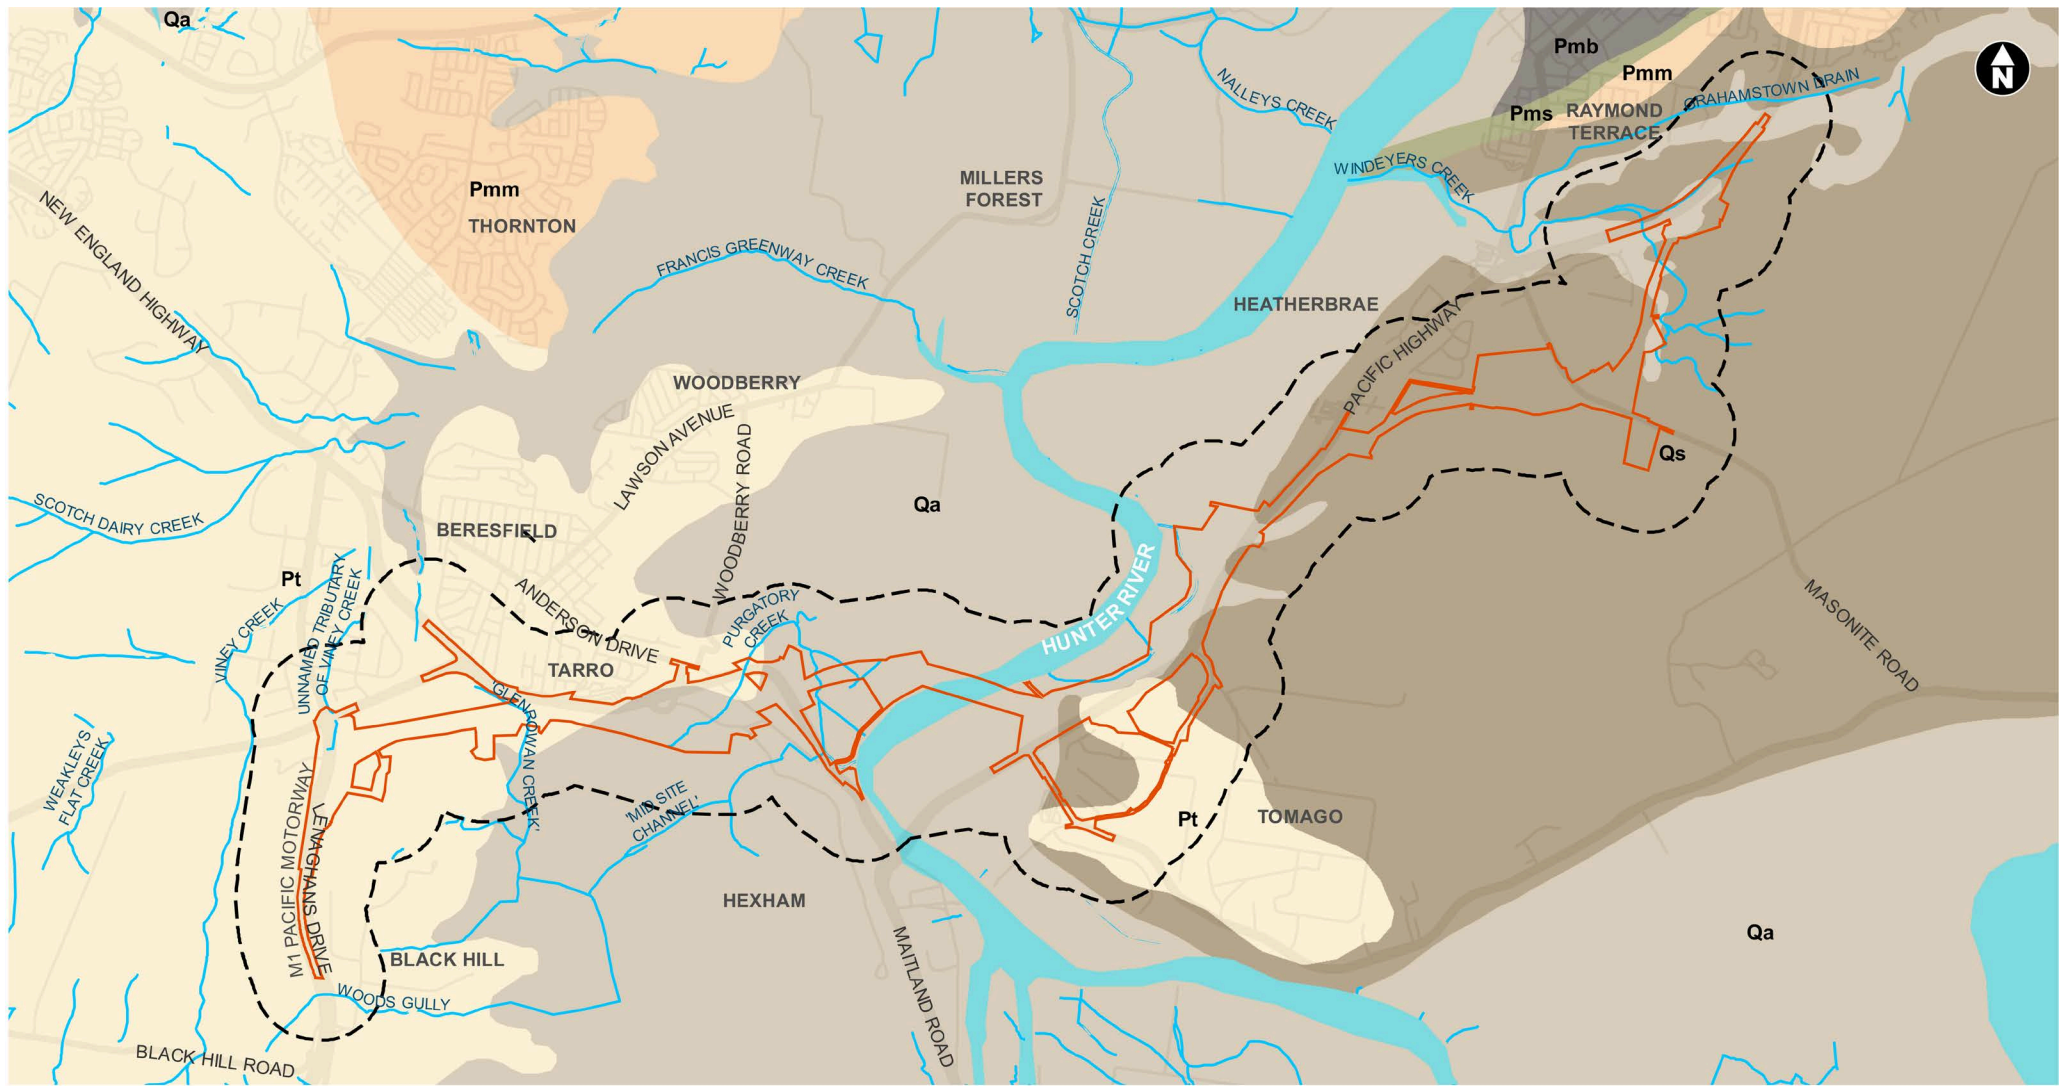 Qa
Pmb
Pmm
N
NALLEYS CREEK
GRAHAMSTOWN DRAIN
Pms
RAYMOND
TERRACE
WINDEYERS CREEK
MILLERS
FOREST
Pmm
THORNTON
NEW ENGLAND HIGHWAY
SCOTCH CREEK
FRANCIS GREENWAY CREEK
HEATHERBRAE
PACIFIC HIGHWAY
WOODBERRY
LAWSON AVENUE
WOODBERRY ROAD
Qs
Qa
SCOTCH DAIRY CREEK
BERESFIELD
Pt
VINEY CREEK
UNNAMED TRIBUTARY
OF VINEY CREEK
ANDERSON DRIVE
PURGATORY
CREEK
HUNTER RIVER
MASONITE ROAD
TARRO
'GLENROWAN CREEK'
WEAKLEYS
FLAT CREEK
M1 PACIFIC MOTORWAY
LENAGHANS DRIVE
'MID SITE
CHANNEL'
Pt
TOMAGO
HEXHAM
Qa
MAITLAND ROAD
BLACK HILL
WOODS GULLY
BLACK HILL ROAD